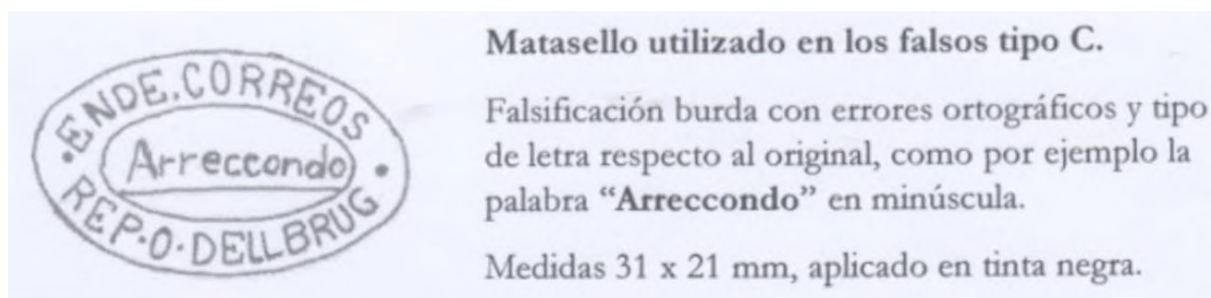 ·ENDE.CORREOS·
Arreccondo
REP·O·DELLBRUG
Matasello utilizado en los falsos tipo C.
Falsificación burda con errores ortográficos y tipo
de letra respecto al original, como por ejemplo la
palabra “Arreccondo” en minúscula.
Medidas 31 x 21 mm, aplicado en tinta negra.